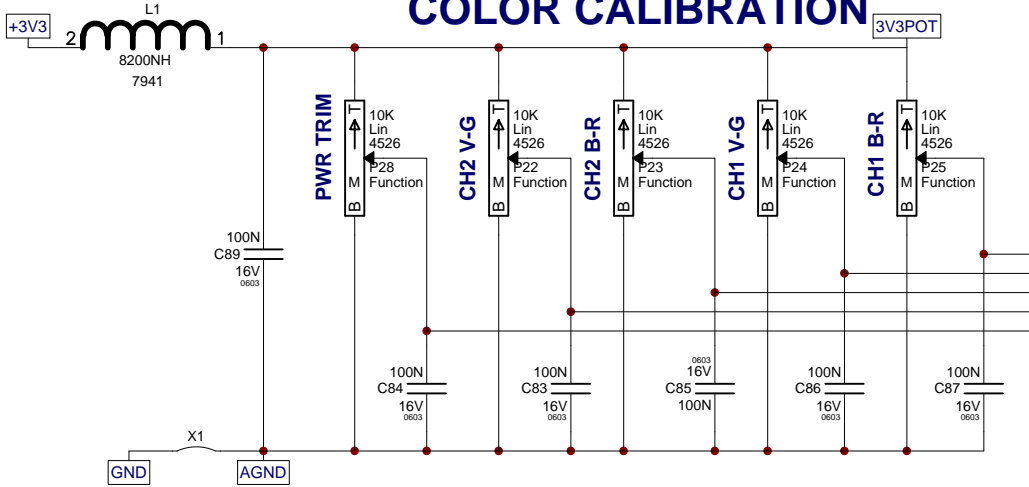 COLOR CALIBRATION
+3V3
L1
2
1
8200NH
7941
3V3POT
PWR TRIM
T
M
B
10K
Lin
4526
P28
Function
CH2 V-G
T
M
B
10K
Lin
4526
P22
Function
CH2 B-R
T
M
B
10K
Lin
4526
P23
Function
CH1 V-G
T
M
B
10K
Lin
4526
P24
Function
CH1 B-R
T
M
B
10K
Lin
4526
P25
Function
100N
C89
16V
0603
100N
C84
16V
0603
100N
C83
16V
0603
0603
16V
C85
100N
100N
C86
16V
0603
100N
C87
16V
0603
X1
GND
AGND